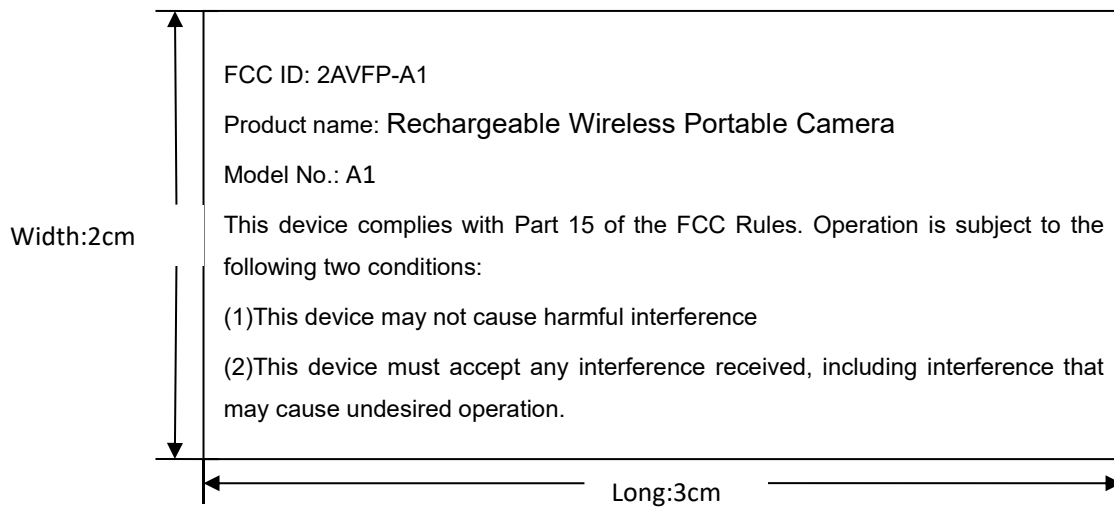 FCC ID: 2AVFP-A1
Product name: Rechargeable Wireless Portable Camera
Model No.: A1
Width:2cm
This device complies with Part 15 of the FCC Rules. Operation is subject to the
following two conditions:
(1)This device may not cause harmful interference
(2)This device must accept any interference received, including interference that
may cause undesired operation.
Long:3cm